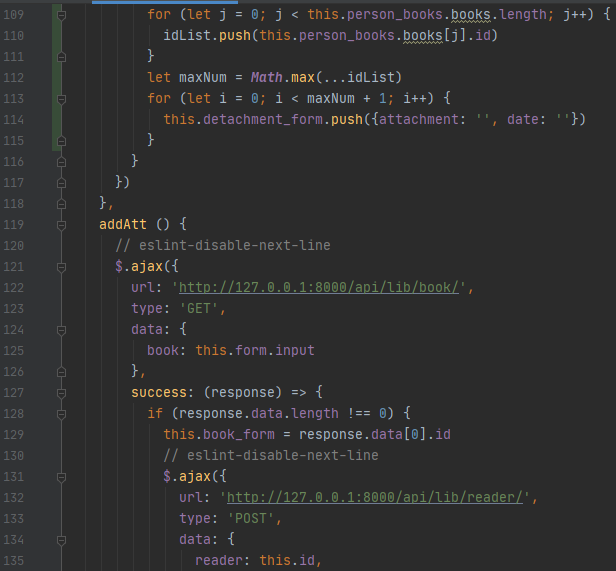 109 for (let j = 0; j < this.person_books.books.length; j++) {
110 idList.push(this.person_books.books[j].id)
111 }
112 let maxNum = Math.max(...idList)
113 for (let i = 0; i < maxNum + 1; i++) {
114 this.detachment_form.push({attachment: '', date: ''})
115 }
116 }
117 })
118 },
119 addAtt () {
120 // eslint-disable-next-line
121 $.ajax({
122 url: 'http://127.0.0.1:8000/api/lib/book/',
123 type: 'GET',
124 data: {
125 book: this.form.input
126 },
127 success: (response) => {
128 if (response.data.length !== 0) {
129 this.book_form = response.data[0].id
130 // eslint-disable-next-line
131 $.ajax({
132 url: 'http://127.0.0.1:8000/api/lib/reader/',
133 type: 'POST',
134 data: {
135 reader: this.id,